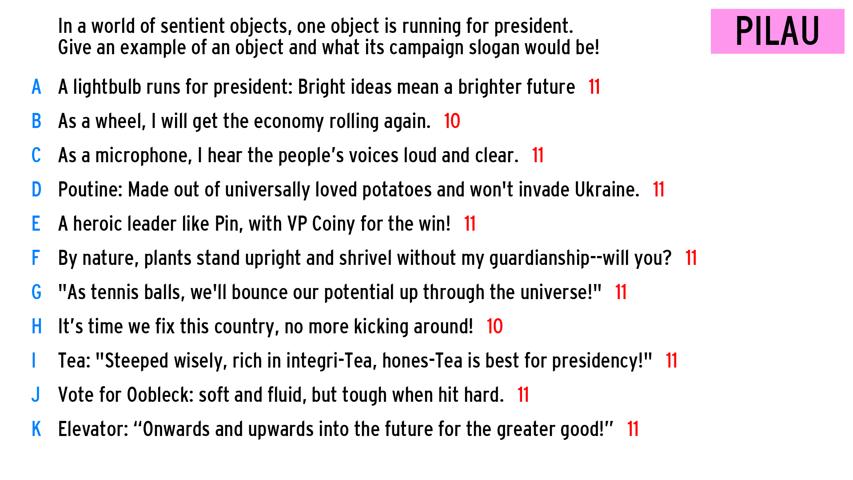 In a world of sentient objects, one object is running for president.
Give an example of an object and what its campaign slogan would be!
PILAU
A A lightbulb runs for president: Bright ideas mean a brighter future 11
B As a wheel, I will get the economy rolling again. 10
C As a microphone, I hear the people’s voices loud and clear. 11
D Poutine: Made out of universally loved potatoes and won't invade Ukraine. 11
E A heroic leader like Pin, with VP Coiny for the win! 11
F By nature, plants stand upright and shrivel without my guardianship--will you? 11
G "As tennis balls, we'll bounce our potential up through the universe!" 11
H It’s time we fix this country, no more kicking around! 10
I Tea: "Steeped wisely, rich in integri-Tea, hones-Tea is best for presidency!" 11
J Vote for Oobleck: soft and fluid, but tough when hit hard. 11
K Elevator: “Onwards and upwards into the future for the greater good!” 11